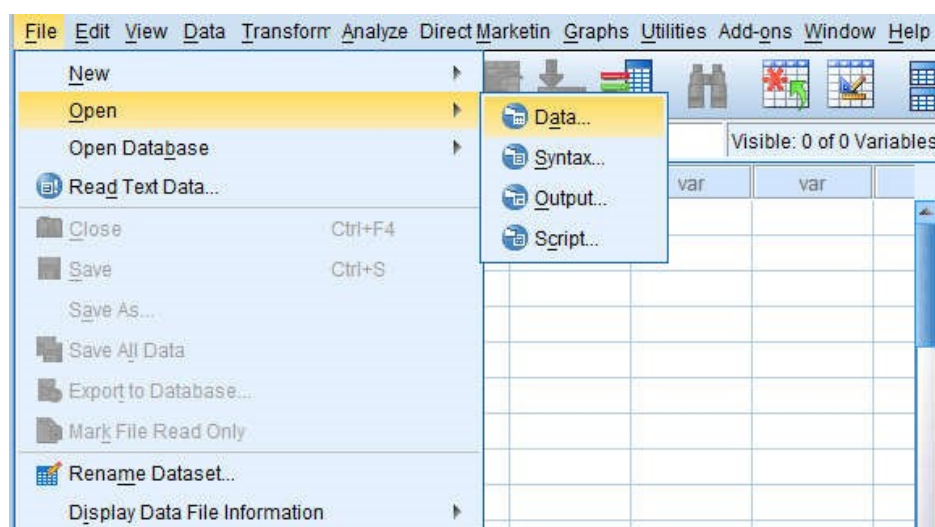 File Edit View Data Transforr Analyze Direct Marketin Graphs Utilities Add-ons Window Help
New
Open
Data...
Open Database
Visible: 0 of 0 Variables
Syntax...
Read Text Data...
var var
Output...
Close Ctrl+F4
Script...
Save Ctrl+S
Save As...
Save All Data
Export to Database...
Mark File Read Only
Rename Dataset...
Display Data File Information